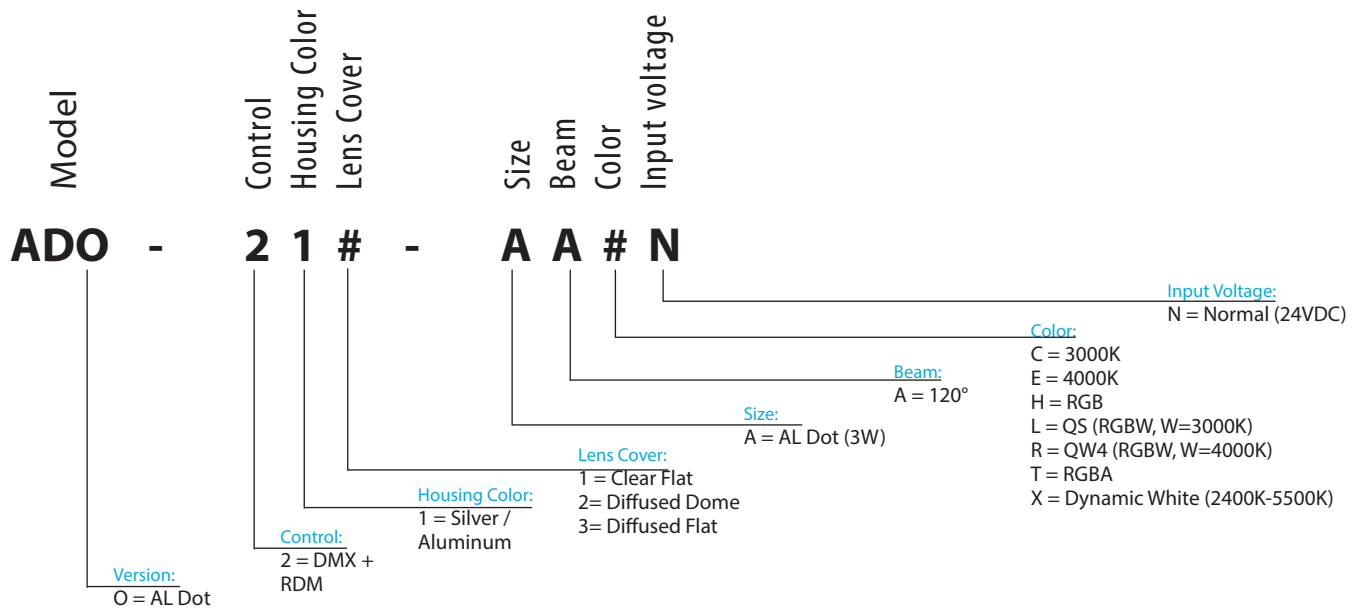 Model
Control
Housing Color
Lens Cover
Size
Beam
Color
Input voltage
ADO - 2 1 # - A A # N
Input Voltage:
N = Normal (24VDC)
Color:
C = 3000K
E = 4000K
H = RGB
L = QS (RGBW, W=3000K)
R = QW4 (RGBW, W=4000K)
T = RGBA
X = Dynamic White (2400K-5500K)
Beam:
A = 120°
Size:
A = AL Dot (3W)
Lens Cover:
1 = Clear Flat
2= Diffused Dome
3= Diffused Flat
Housing Color:
1 = Silver /
Aluminum
Control:
2 = DMX +
RDM
Version:
O = AL Dot